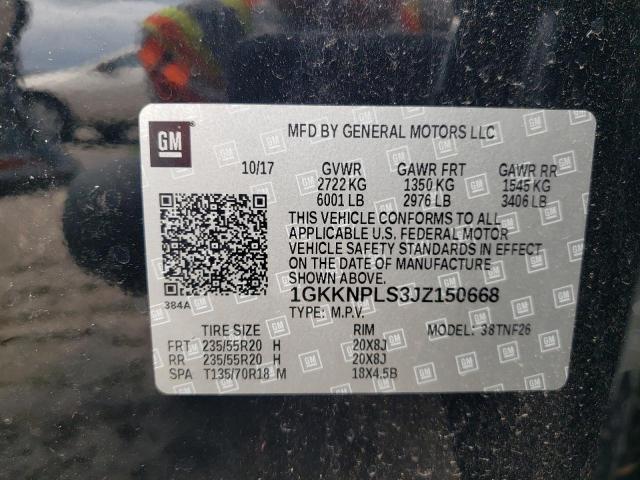 GM
MFD BY GENERAL MOTORS LLC
10/17 GVWR GAWR FRT GAWR RR
2722 KG 1350 KG 1545 KG
6001 LB 2976 LB 3406 LB
THIS VEHICLE CONFORMS TO ALL
APPLICABLE U.S. FEDERAL MOTOR
VEHICLE SAFETY STANDARDS IN EFFECT
ON THE DATE OF MANUFACTURE
SHOWN ABOVE.
384A
1GKKNPLS3JZ150668
TYPE: M.P.V.
TIRE SIZE RIM MODEL: 38TNF26
FRT 235/55R20 H 20X8J
RR 235/55R20 H 20X8J
SPA T135/70R18 M 18X4.5B